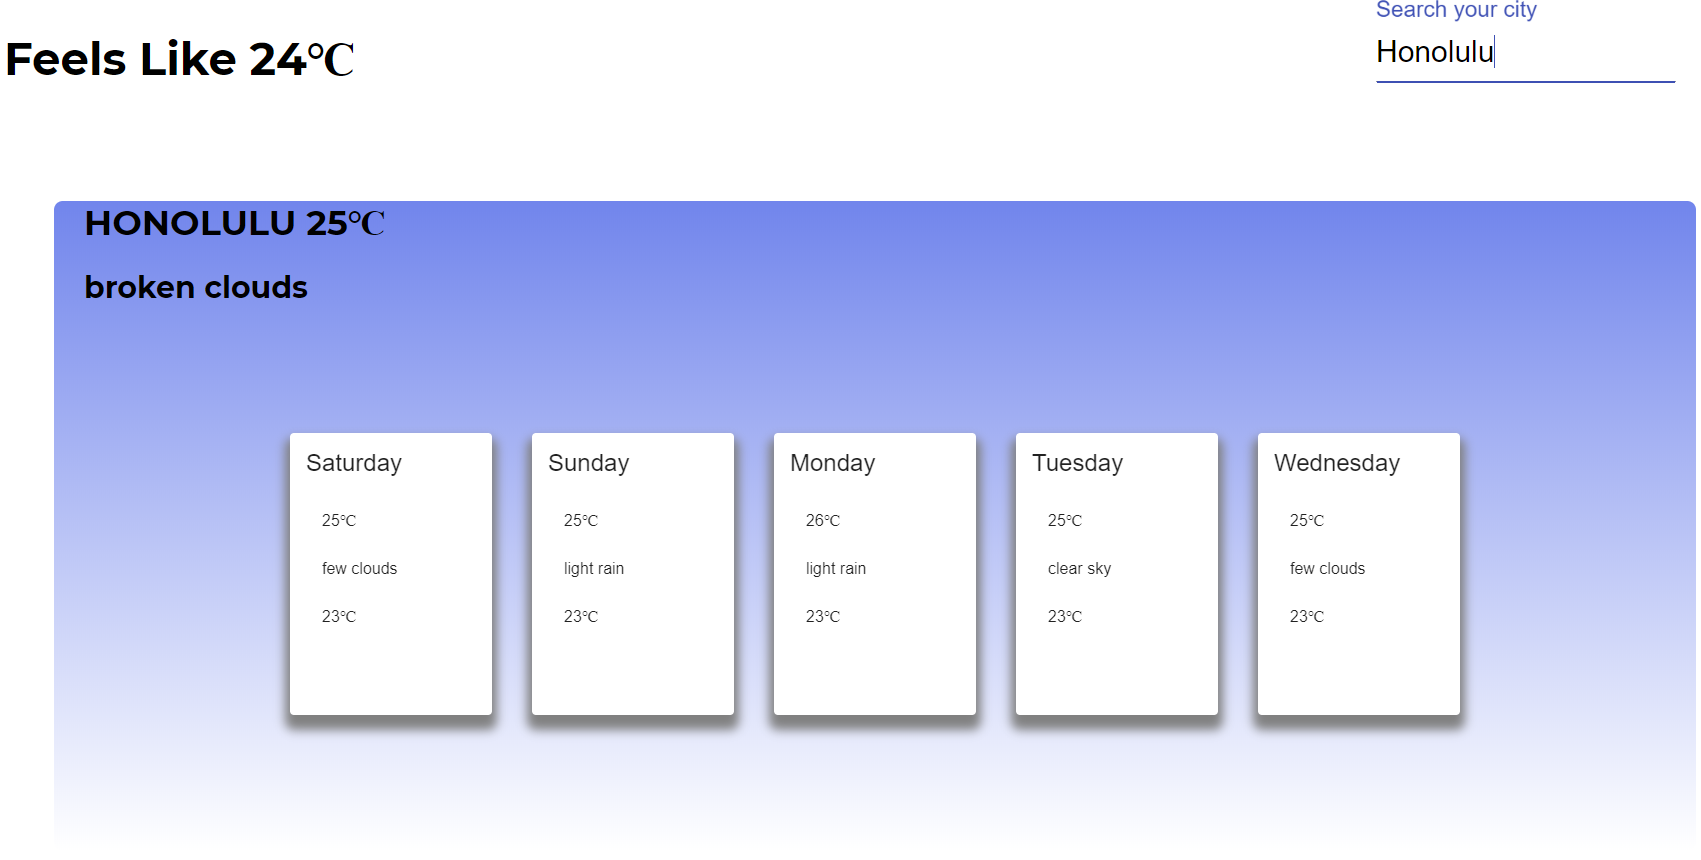 Search your city
Feels Like 24℃
Honolulu
HONOLULU 25℃
broken clouds
Saturday
25℃
few clouds
23℃
Sunday
25℃
light rain
23℃
Monday
26℃
light rain
23℃
Tuesday
25℃
clear sky
23℃
Wednesday
25℃
few clouds
23℃